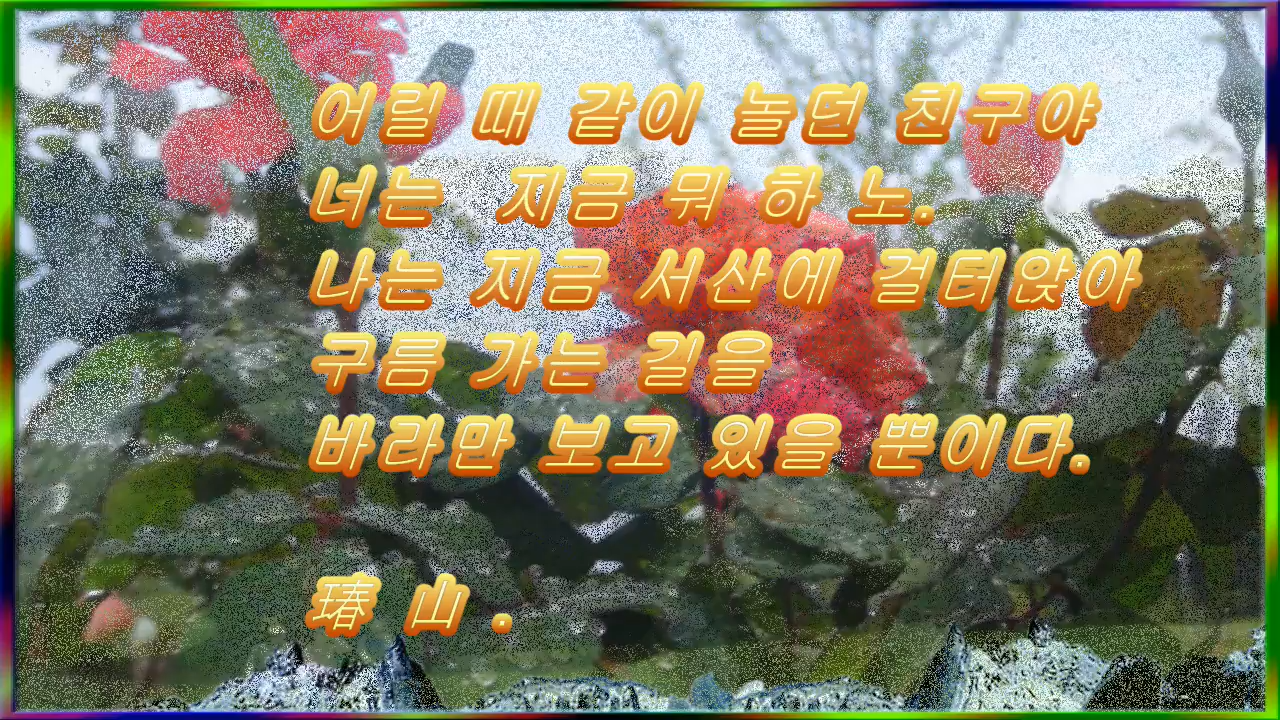 어릴 때 같이 놀던 친구야
너는 지금 뭐 하 노.
나는 지금 서산에 걸터앉아
구름 가는 길을
바라만 보고 있을 뿐이다.
瑃 山 .